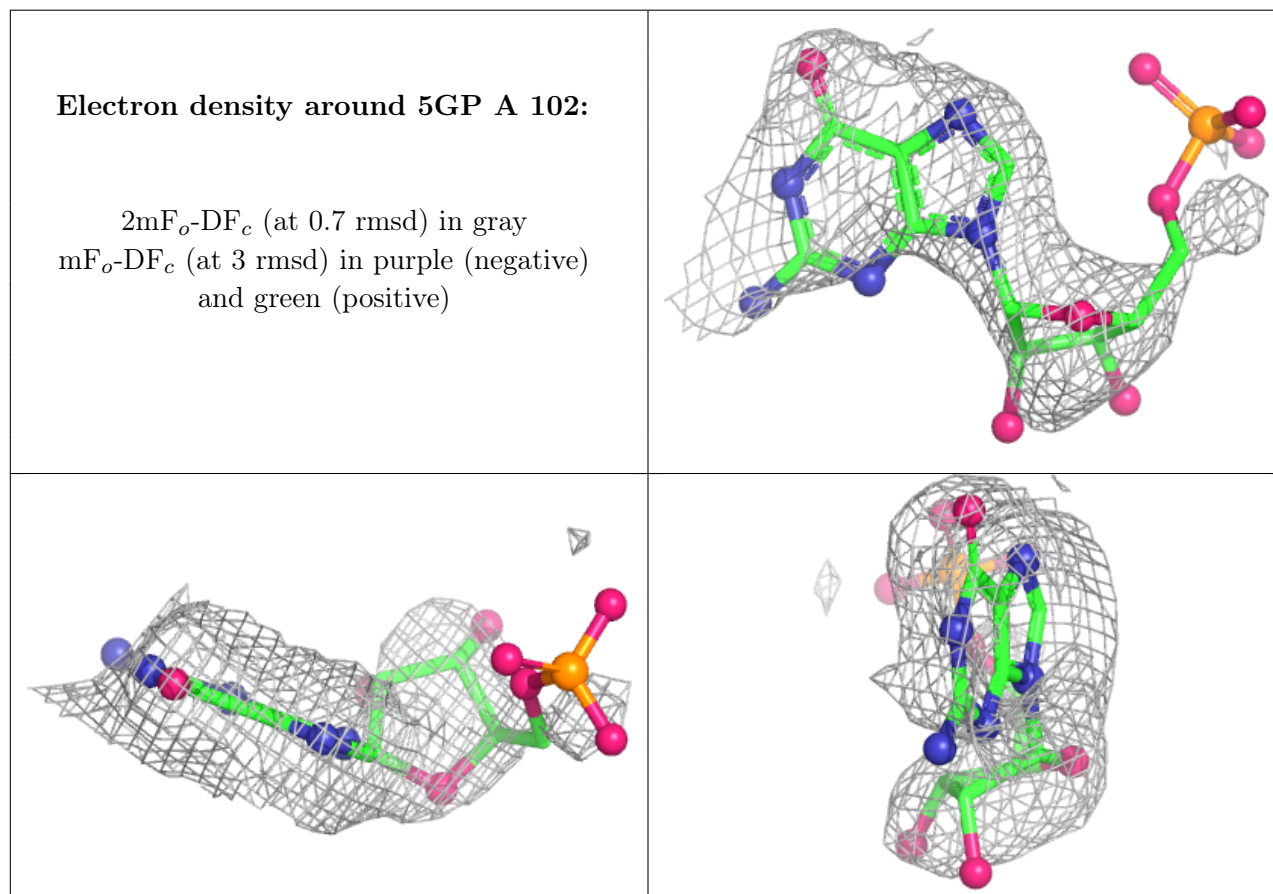 Electron density around 5GP A 102:
2mFo-DFc (at 0.7 rmsd) in gray
mFo-DFc (at 3 rmsd) in purple (negative)
and green (positive)